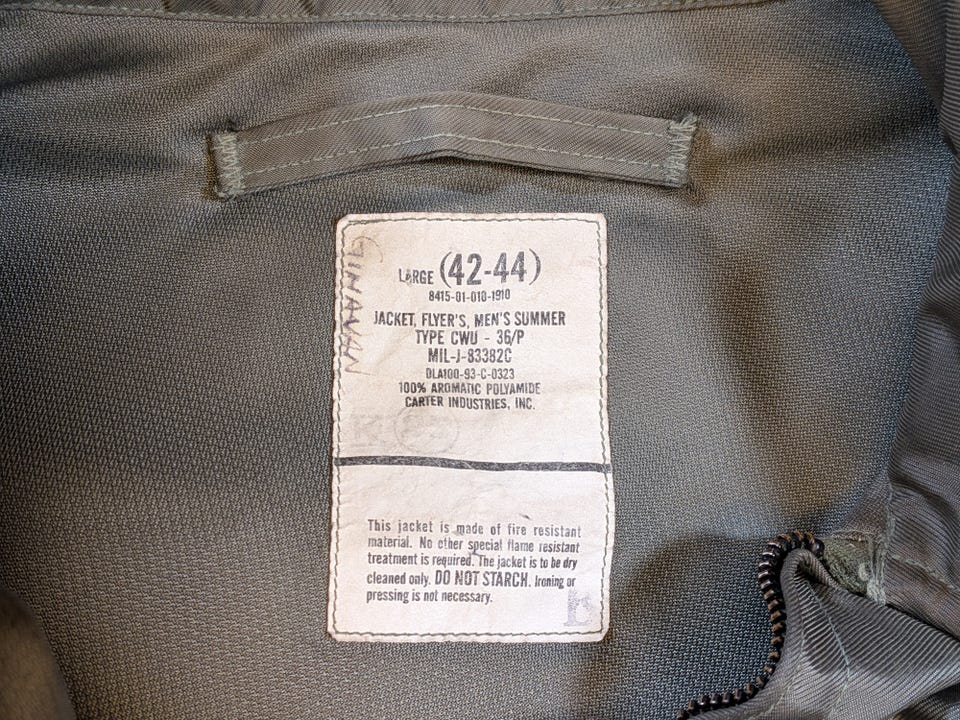 LARGE (42-44)
8415-01-010-1910
JACKET, FLYER'S, MEN'S SUMMER
TYPE CWU - 36/P
MIL-J-83382C
DLA100-93-C-0323
100% AROMATIC POLYAMIDE
CARTER INDUSTRIES, INC.
This jacket is made of fire resistant
material. No other special flame resistant
treatment is required. The jacket is to be dry
cleaned only. DO NOT STARCH. Ironing or
pressing is not necessary.